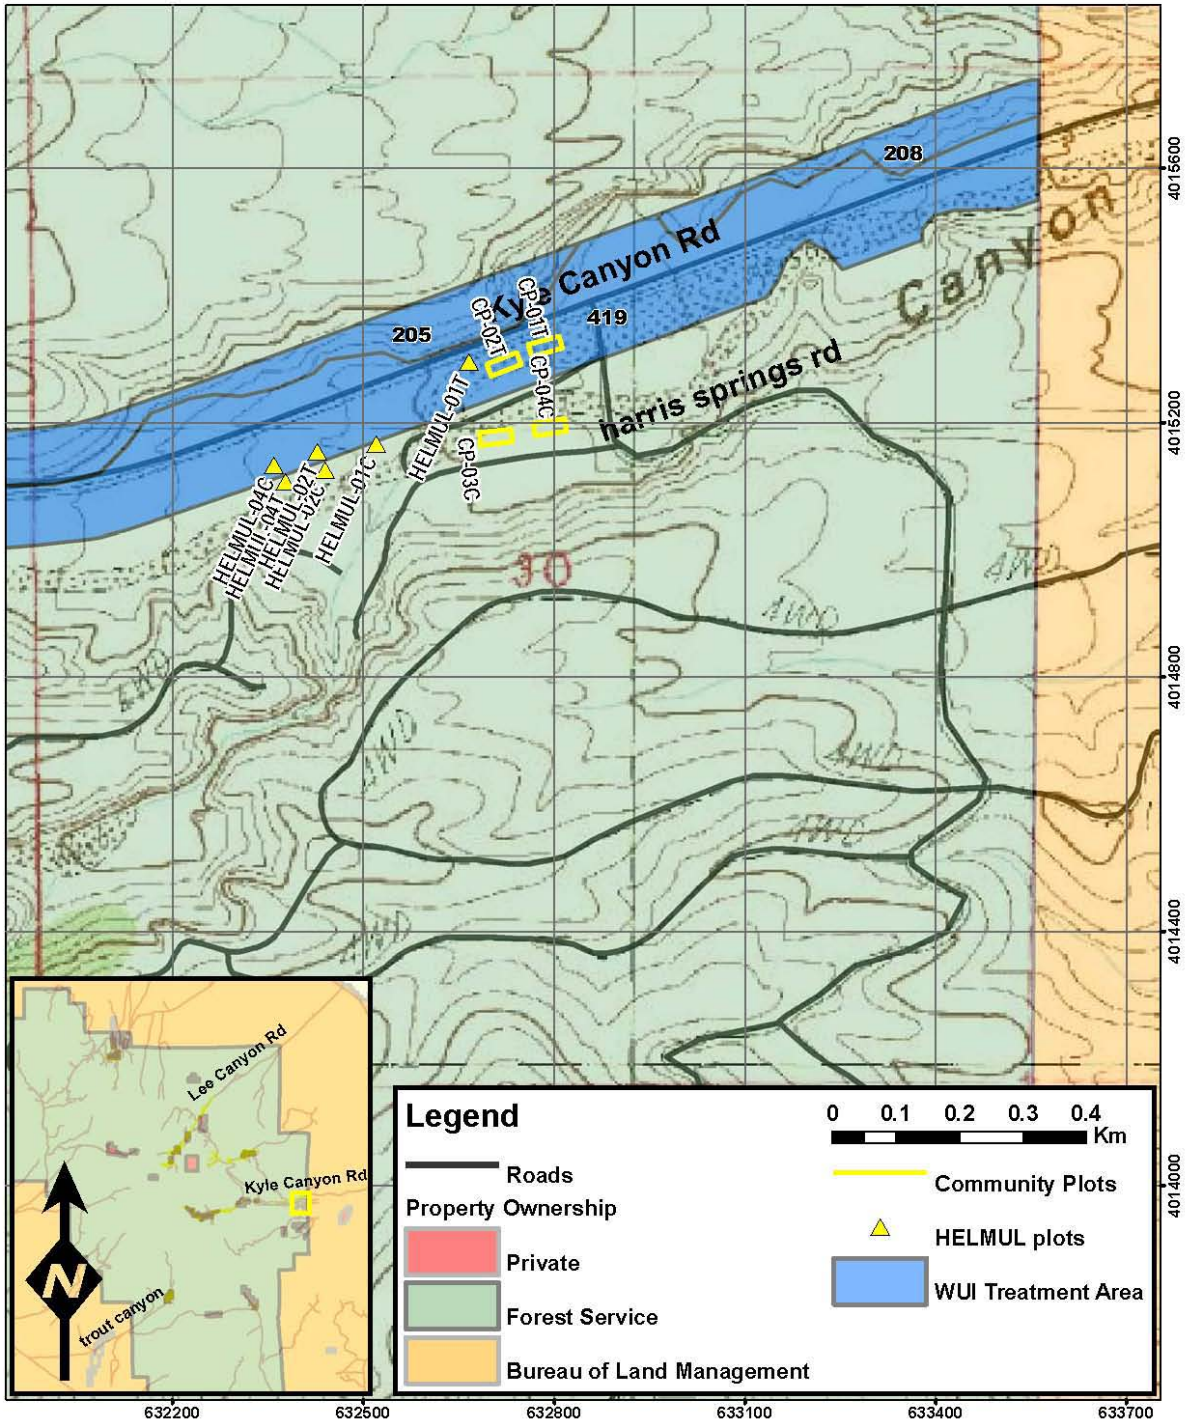 208
4015600
Canyon
Kyle Canyon Rd
CP-01T
CP-02T
419
205
CP-04C
harris springs rd
HELMUL-01T
4015200
CP-03C
HELMUL-01C
HELMUL-02T
HELMUL-02C
HELMUL-04C
HELMUL-04T
30
4WD
4WD
4WD
4014800
4WD
4WD
4WD
4WD
4014400
Lee Canyon Rd
Kyle Canyon Rd
trout canyon
N
Legend
Roads
Property Ownership
Private
Forest Service
Bureau of Land Management
0 0.1 0.2 0.3 0.4
Km
Community Plots
HELMUL plots
WUI Treatment Area
4014000
632200 632500 632800 633100 633400 633700